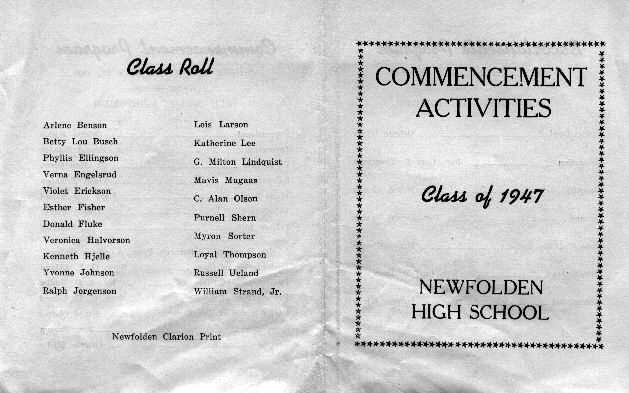 Class Roll
Arlene Benson
Betty Lou Busch
Phyllis Ellingson
Verna Engelsrud
Violet Erickson
Esther Fisher
Donald Fluke
Veronica Halvorson
Kenneth Hjelle
Yvonne Johnson
Ralph Jorgenson
Lois Larson
Katherine Lee
G. Milton Lindquist
Mavis Mugaas
C. Alan Olson
Purnell Shern
Myron Sorter
Loyal Thompson
Russell Ueland
William Strand, Jr.
Newfolden Clarion Print
COMMENCEMENT
ACTIVITIES
Class of 1947
NEWFOLDEN
HIGH SCHOOL